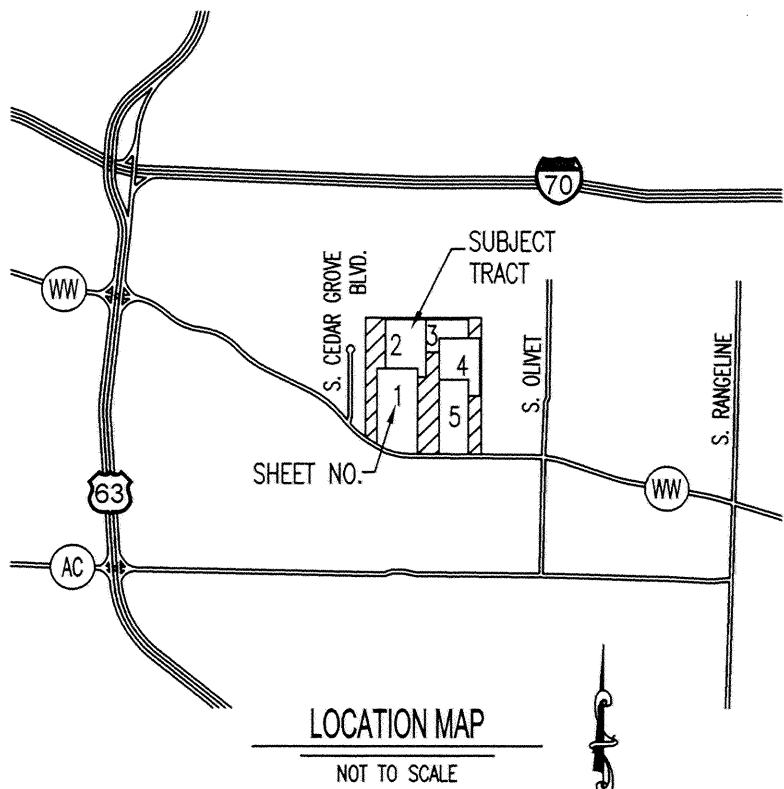 70
SUBJECT
TRACT
WW
S. CEDAR GROVE
BLVD.
2
3
4
1
5
S. OLIVET
S. RANGELINE
SHEET NO.
63
WW
AC
LOCATION MAP
NOT TO SCALE